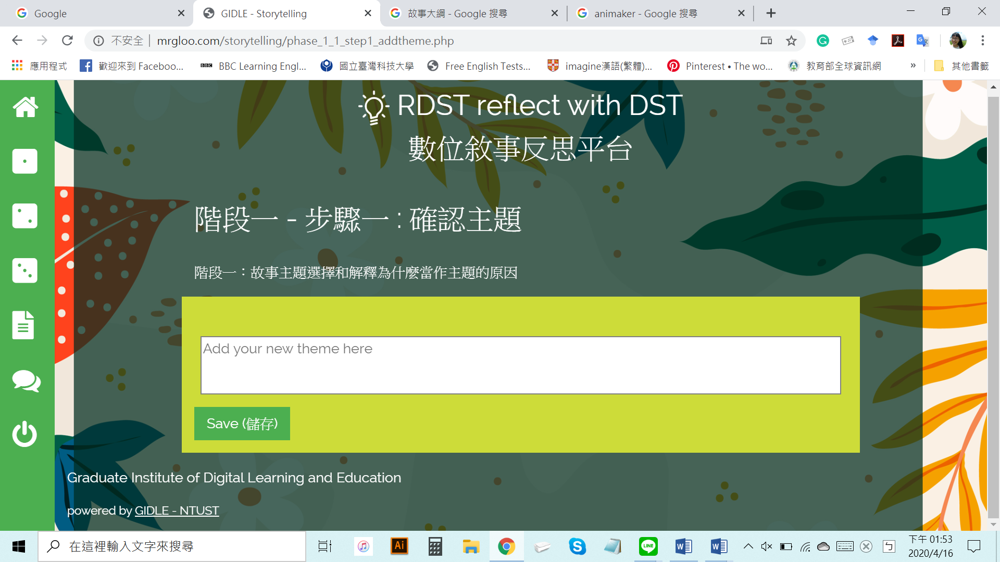 Google
GIDLE - Storytelling
故事大綱 - Google 搜尋
animaker - Google 搜尋
不安全
mrgloo.com/storytelling/phase_1_1_step1_addtheme.php
應用程式
歡迎來到 Faceboo...
BBC
BBC Learning Engl...
國立臺灣科技大學
Free English Tests...
imagine漢語(繁體)...
Pinterest • The wo...
教育部全球資訊網
»
其他書籤
RDST reflect with DST
數位敘事反思平台
階段一 - 步驟一 : 確認主題
階段一：故事主題選擇和解釋為什麼當作主題的原因
Add your new theme here
Save (儲存)
Graduate Institute of Digital Learning and Education
powered by GIDLE - NTUST
在這裡輸入文字來搜尋
Ai
LINE
ㄅ
下午 01:53
2020/4/16